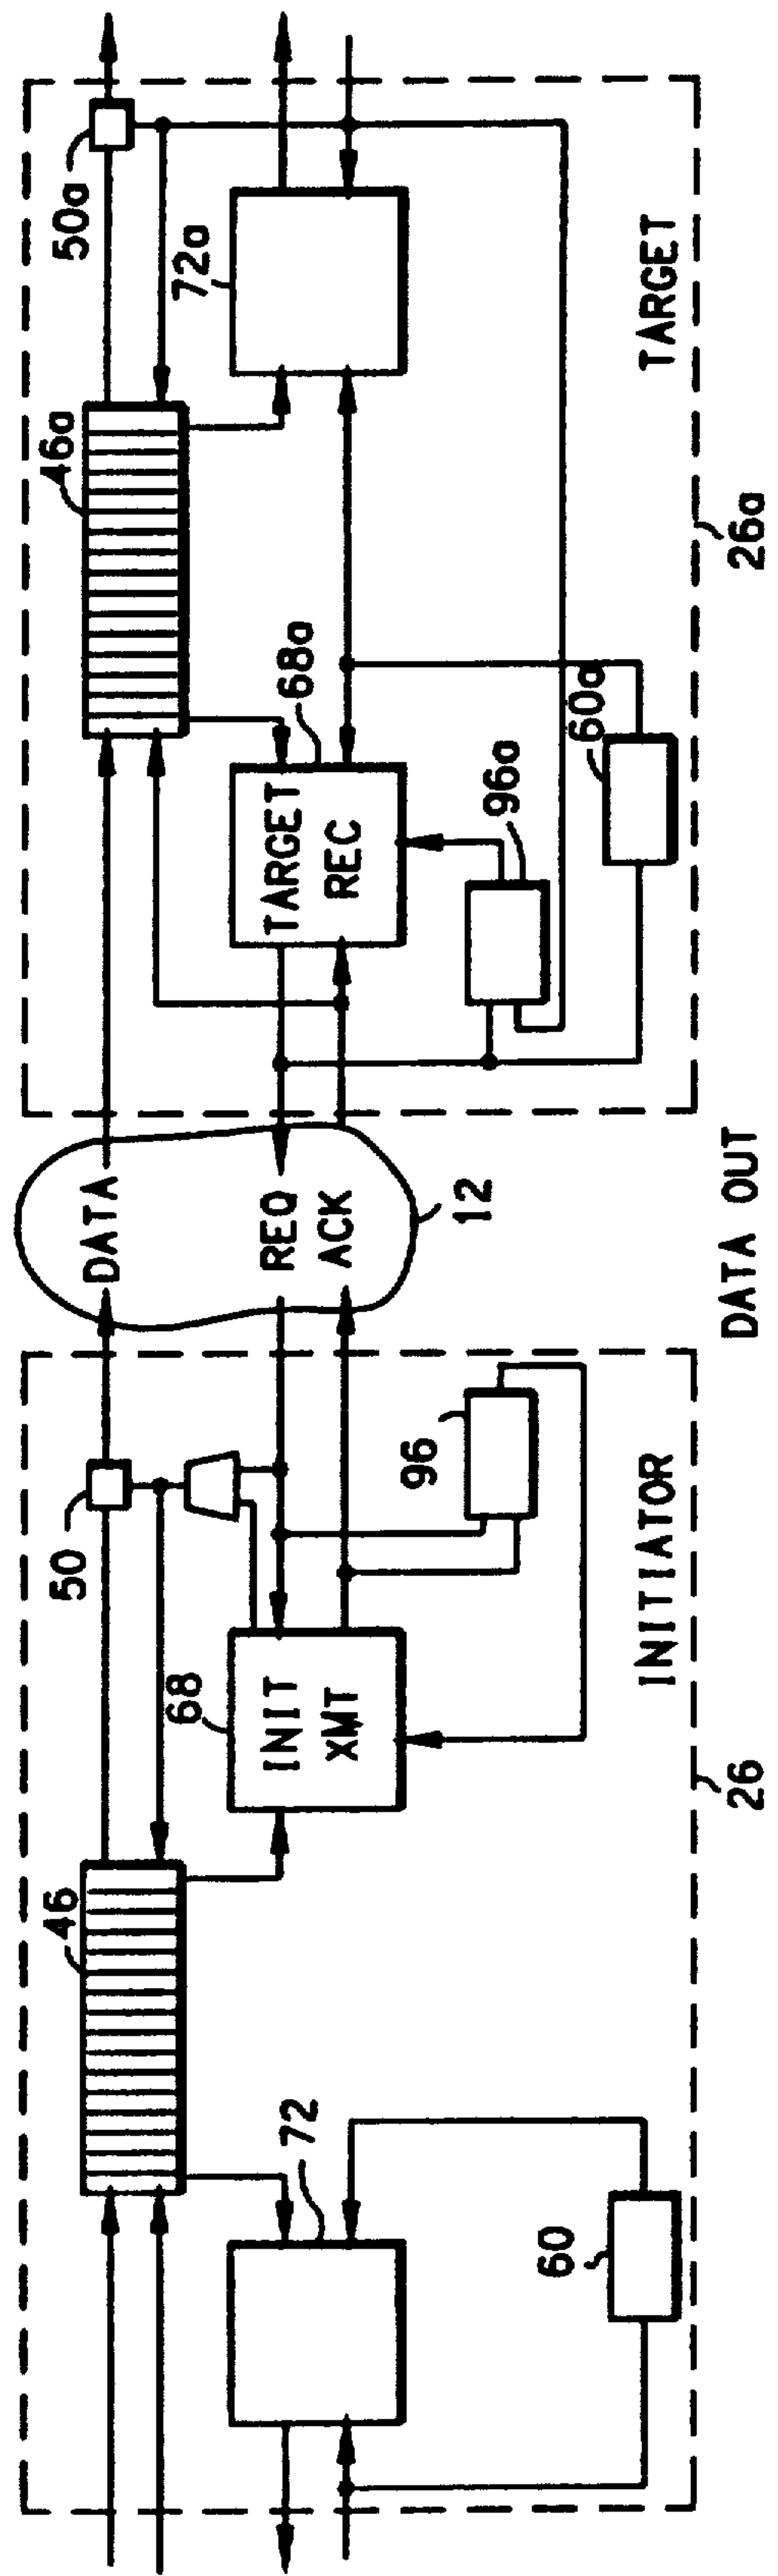 46
50
DATA
46a
50a
72
68
INIT
XMT
REQ
ACK
TARGET
REC
68a
72a
96
12
96a
60
60a
INITIATOR
TARGET
26
DATA OUT
26a